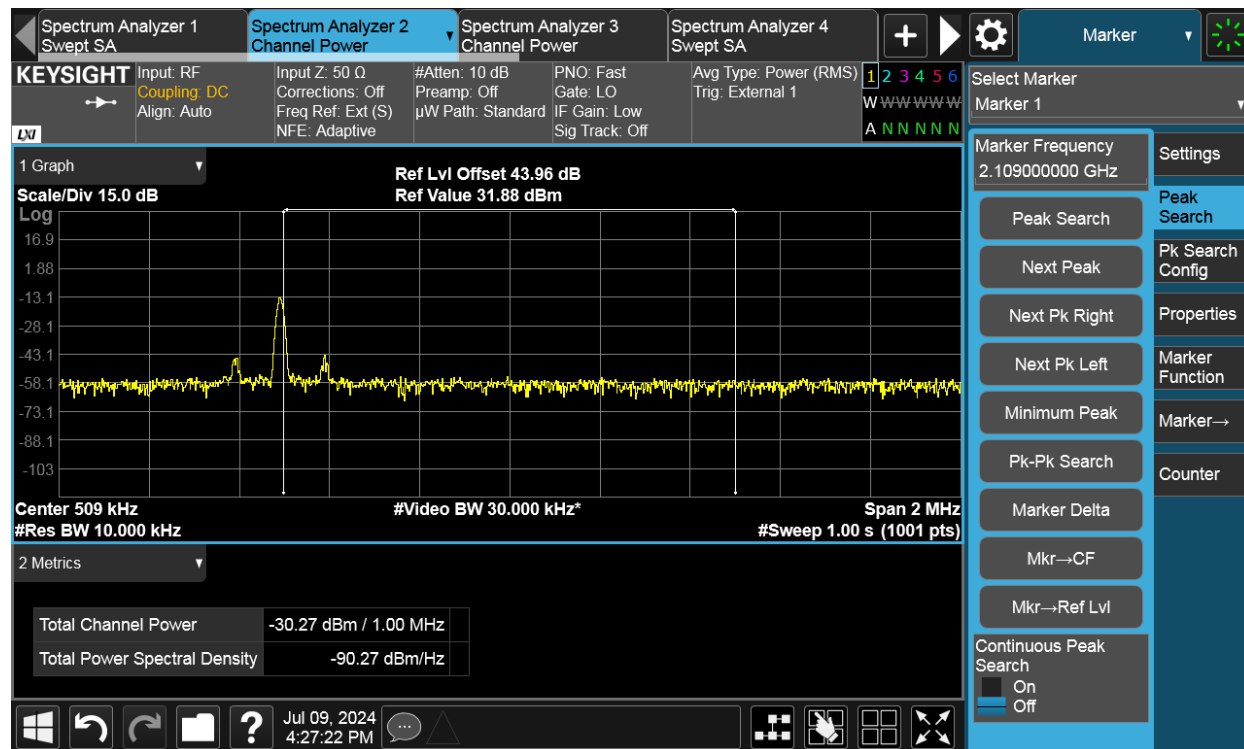 Spectrum Analyzer 1
Swept SA
Spectrum Analyzer 2
Channel Power
Spectrum Analyzer 3
Channel Power
Spectrum Analyzer 4
Swept SA
+
Marker
KEYSIGHT
LXI
Input: RF
Coupling: DC
Align: Auto
Input Z: 50 Ω
Corrections: Off
Freq Ref: Ext (S)
NFE: Adaptive
#Atten: 10 dB
Preamp: Off
µW Path: Standard
PNO: Fast
Gate: LO
IF Gain: Low
Sig Track: Off
Avg Type: Power (RMS)
Trig: External 1
1 2 3 4 5 6
W W W W W W
A N N N N N
Select Marker
Marker 1
1 Graph
Scale/Div 15.0 dB
Ref Lvl Offset 43.96 dB
Ref Value 31.88 dBm
Log
16.9
1.88
-13.1
-28.1
-43.1
-58.1
-73.1
-88.1
-103
Center 509 kHz
#Res BW 10.000 kHz
#Video BW 30.000 kHz*
Span 2 MHz
#Sweep 1.00 s (1001 pts)
2 Metrics
Total Channel Power -30.27 dBm / 1.00 MHz
Total Power Spectral Density -90.27 dBm/Hz
Marker Frequency
2.109000000 GHz
Peak Search
Next Peak
Next Pk Right
Next Pk Left
Minimum Peak
Pk-Pk Search
Marker Delta
Mkr→CF
Mkr→Ref Lvl
Continuous Peak
Search
On
Off
Settings
Peak
Search
Pk Search
Config
Properties
Marker
Function
Marker→
Counter
?
Jul 09, 2024
4:27:22 PM